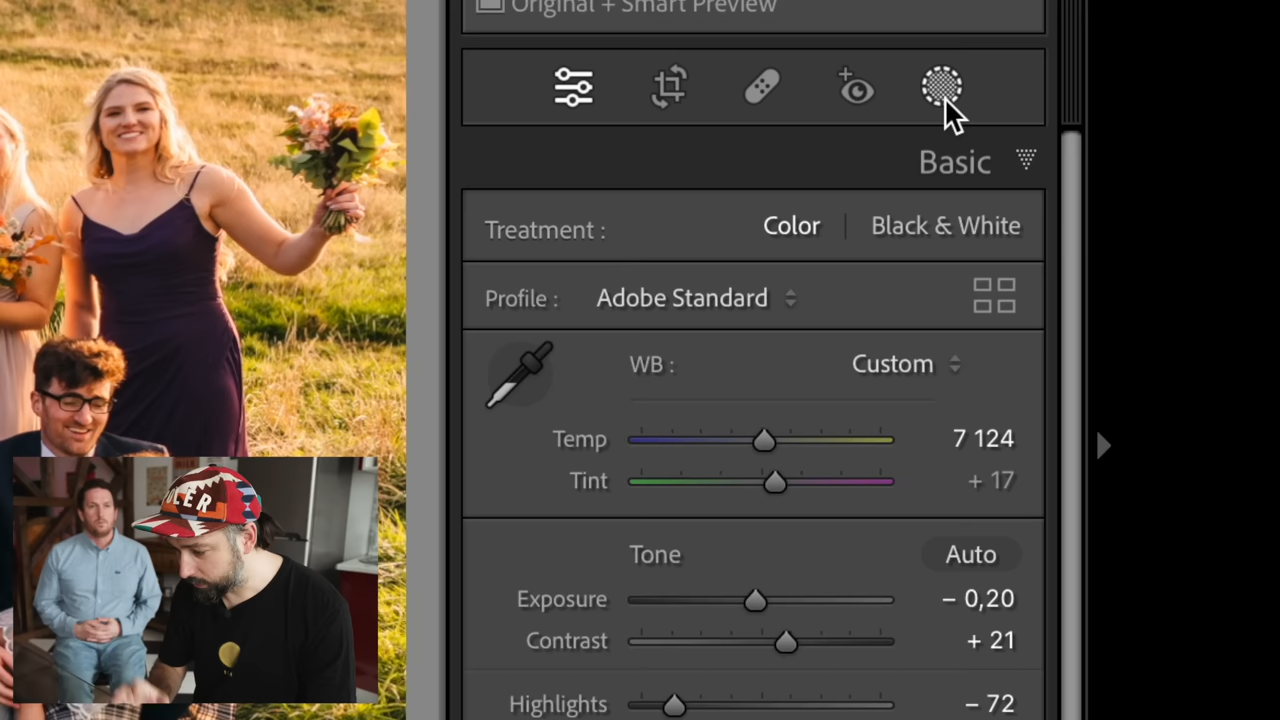 Original + Smart Preview
Basic
Treatment : Color Black & White
Profile : Adobe Standard
WB : Custom
Temp 7 124
Tint + 17
Tone Auto
Exposure – 0,20
Contrast + 21
Highlights – 72